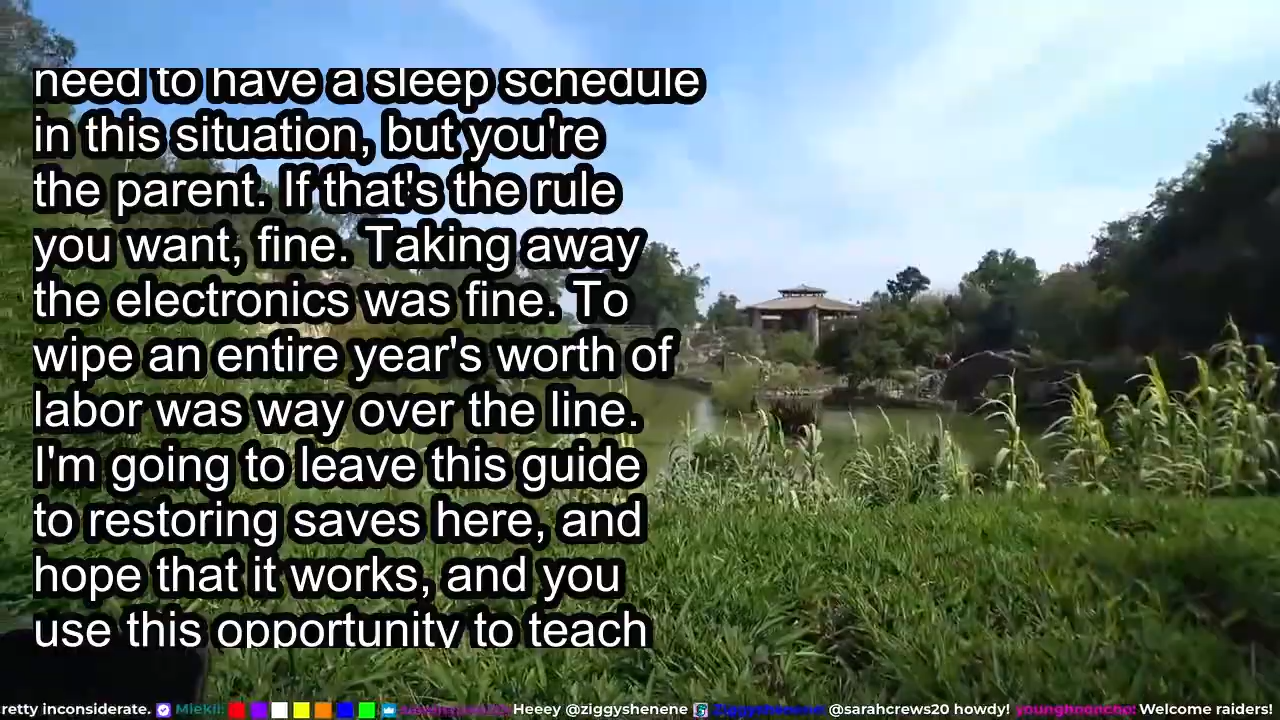 need to have a sleep schedule
in this situation, but you're
the parent. If that's the rule
you want, fine. Taking away
the electronics was fine. To
wipe an entire year's worth of
labor was way over the line.
I'm going to leave this guide
to restoring saves here, and
hope that it works, and you
use this opportunity to teach
retty inconsiderate. Miekii: Heeey @ziggyshenene Ziggyshenene: @sarahcrews20 howdy! Welcome raiders!